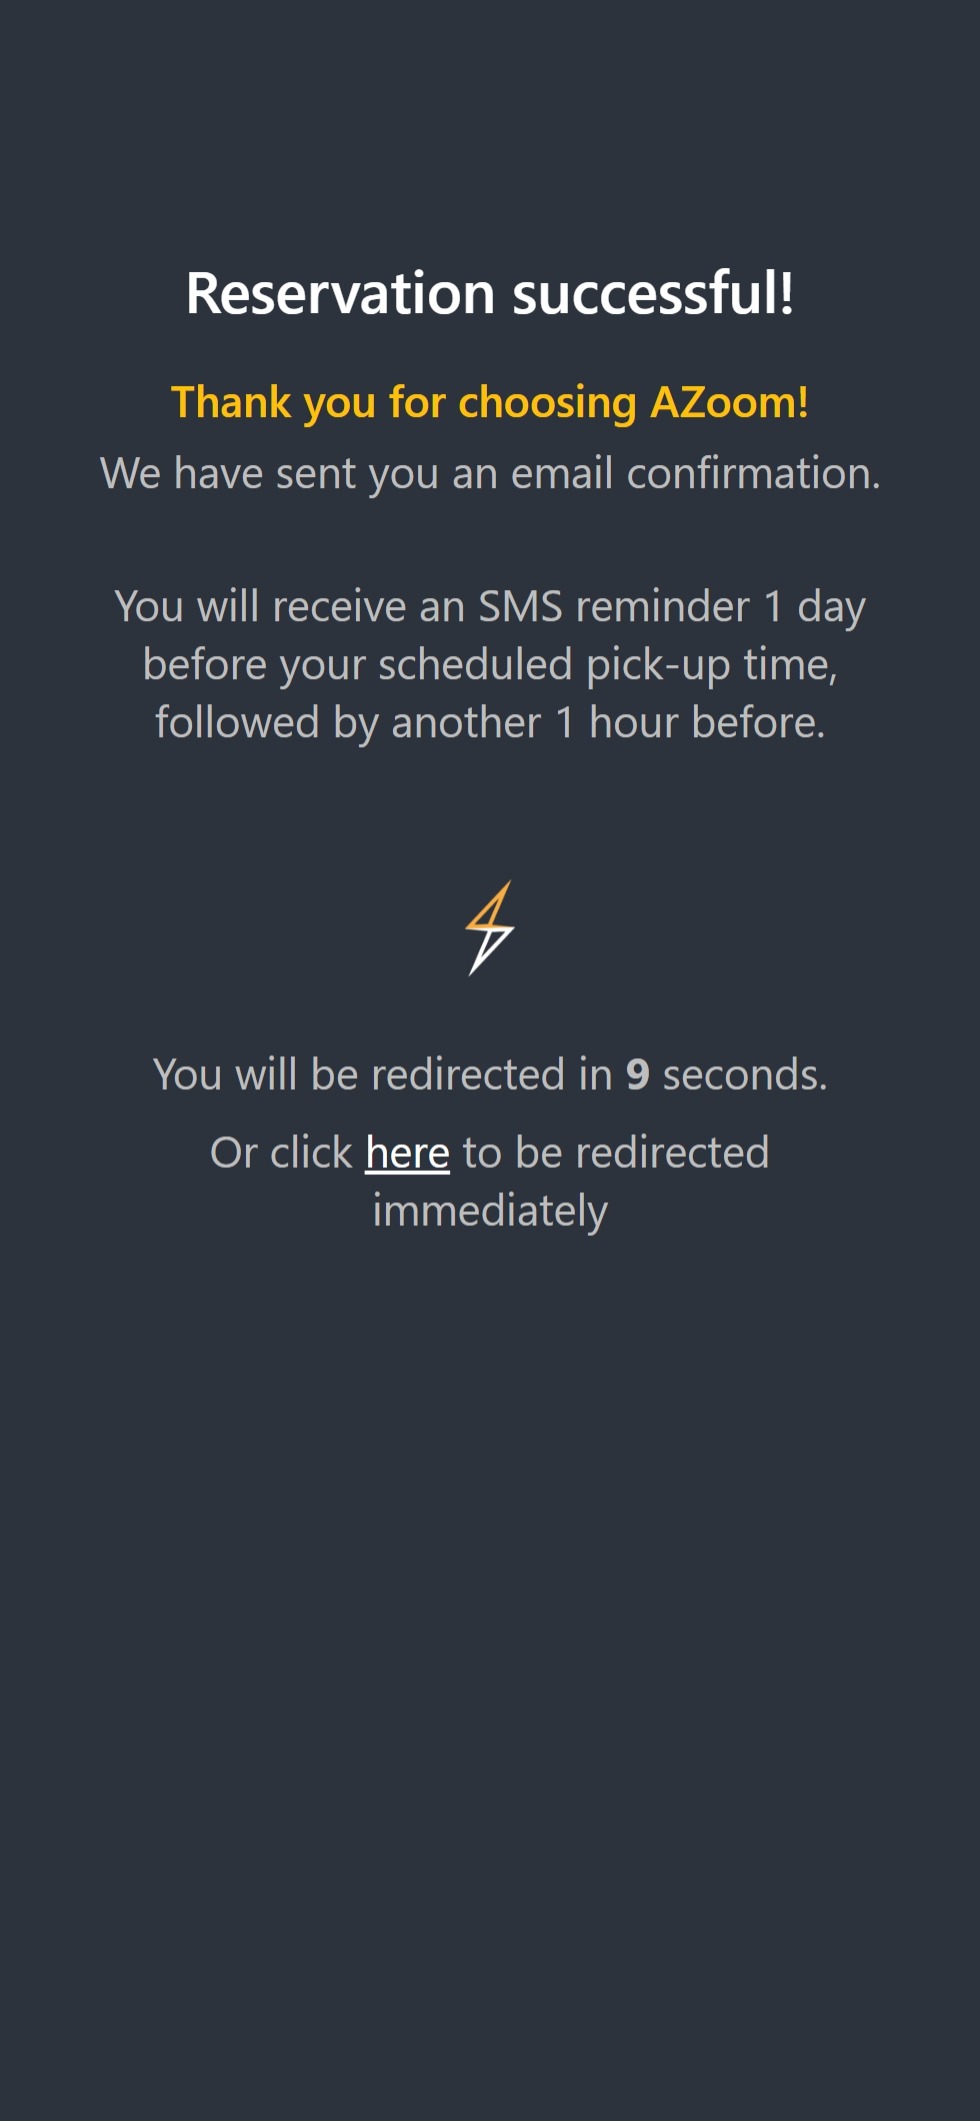 Reservation successful!
Thank you for choosing AZoom!
We have sent you an email confirmation.
You will receive an SMS reminder 1 day
before your scheduled pick-up time,
followed by another 1 hour before.
You will be redirected in 9 seconds.
Or click here to be redirected
immediately